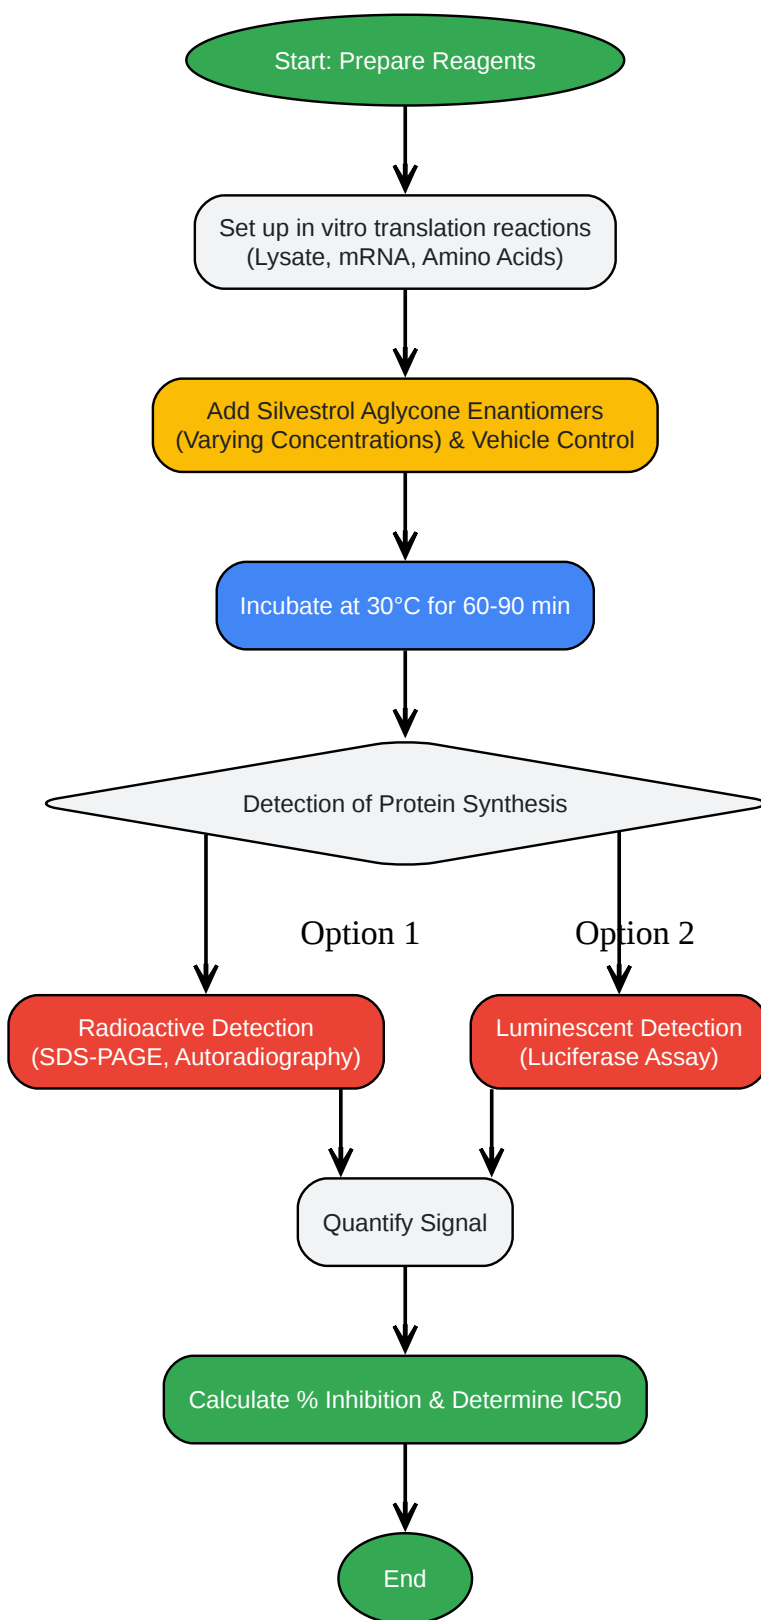 Start: Prepare Reagents
Set up in vitro translation reactions
(Lysate, mRNA, Amino Acids)
Add Silvestrol Aglycone Enantiomers
(Varying Concentrations) & Vehicle Control
Incubate at 30°C for 60-90 min
Detection of Protein Synthesis
Option 1
Option 2
Radioactive Detection
(SDS-PAGE, Autoradiography)
Luminescent Detection
(Luciferase Assay)
Quantify Signal
Calculate % Inhibition & Determine IC50
End